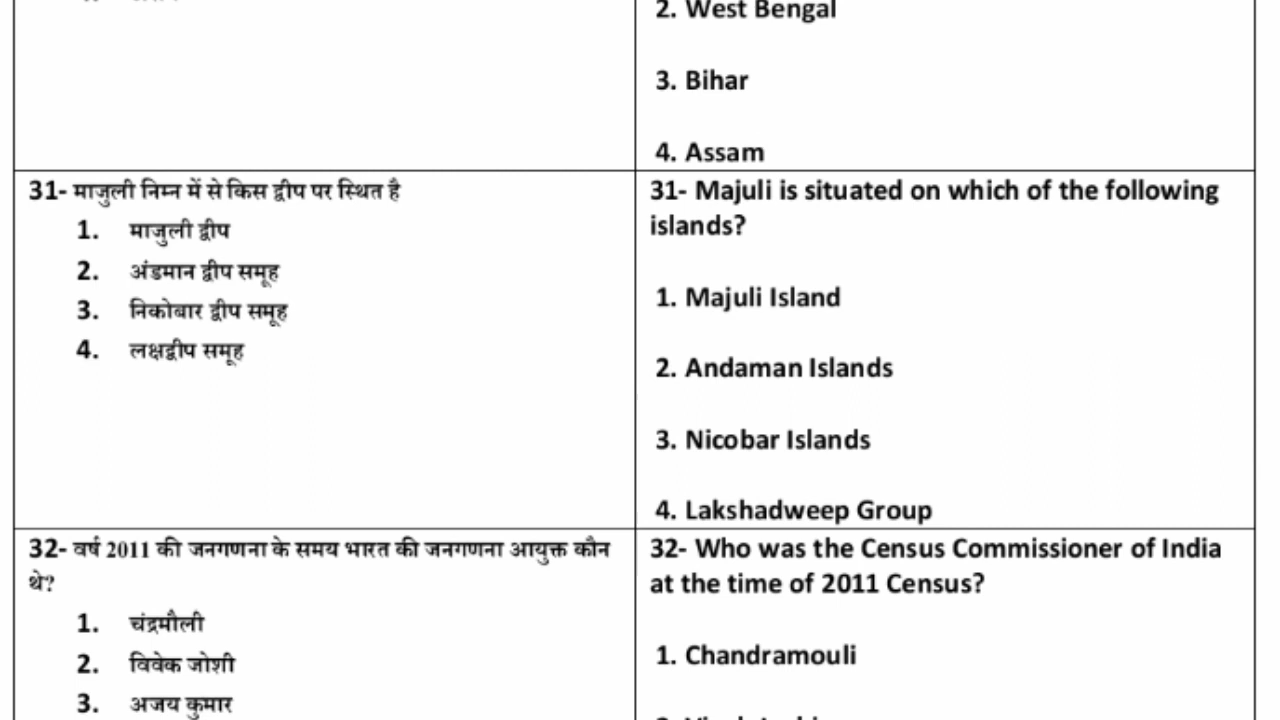 2. West Bengal
3. Bihar
4. Assam
31- माजुली निम्न में से किस द्वीप पर स्थित है
1. माजुली द्वीप
2. अंडमान द्वीप समूह
3. निकोबार द्वीप समूह
4. लक्षद्वीप समूह
31- Majuli is situated on which of the following
islands?
1. Majuli Island
2. Andaman Islands
3. Nicobar Islands
4. Lakshadweep Group
32- वर्ष 2011 की जनगणना के समय भारत की जनगणना आयुक्त कौन
थे?
1. चंद्रमौली
2. विवेक जोशी
3. अजय कुमार
32- Who was the Census Commissioner of India
at the time of 2011 Census?
1. Chandramouli